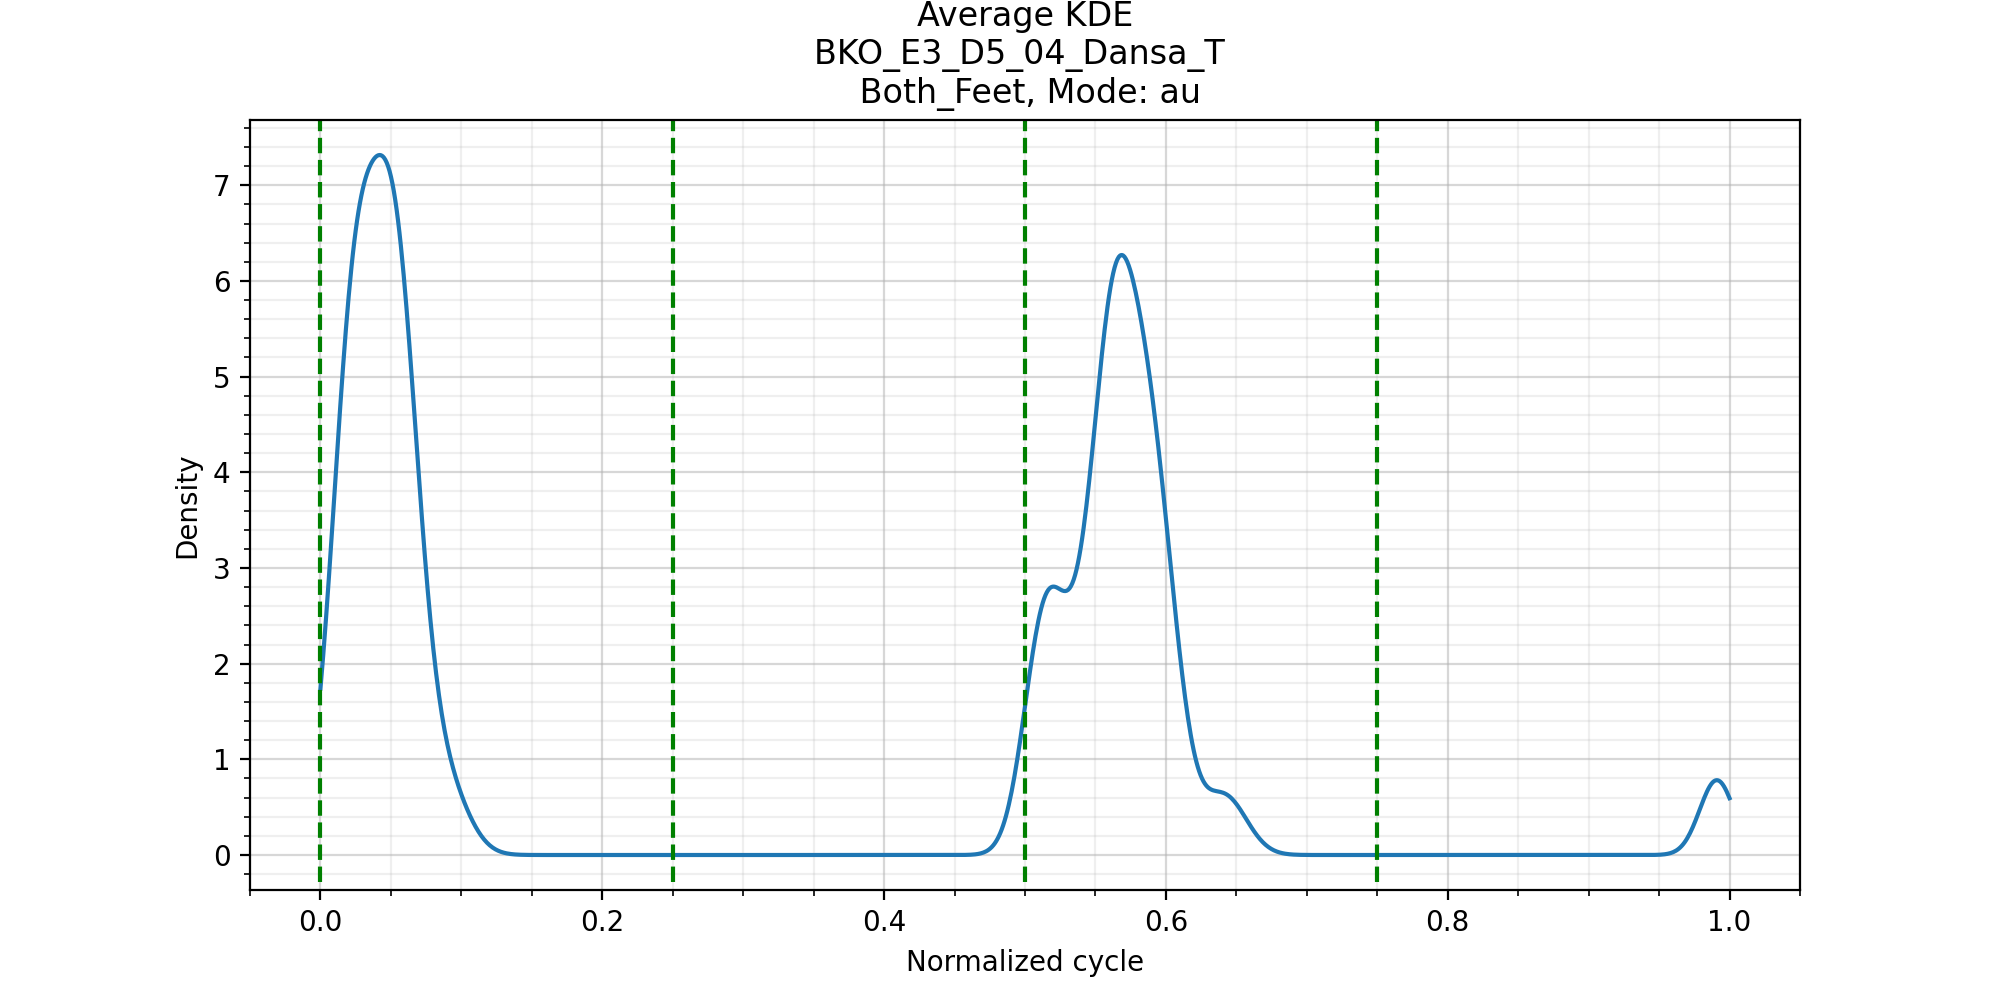 Average KDE
BKO_E3_D5_04_Dansa_T
Both_Feet, Mode: au
7
6
5
4
3
2
1
0
Density
0.0 0.2 0.4 0.6 0.8 1.0
Normalized cycle